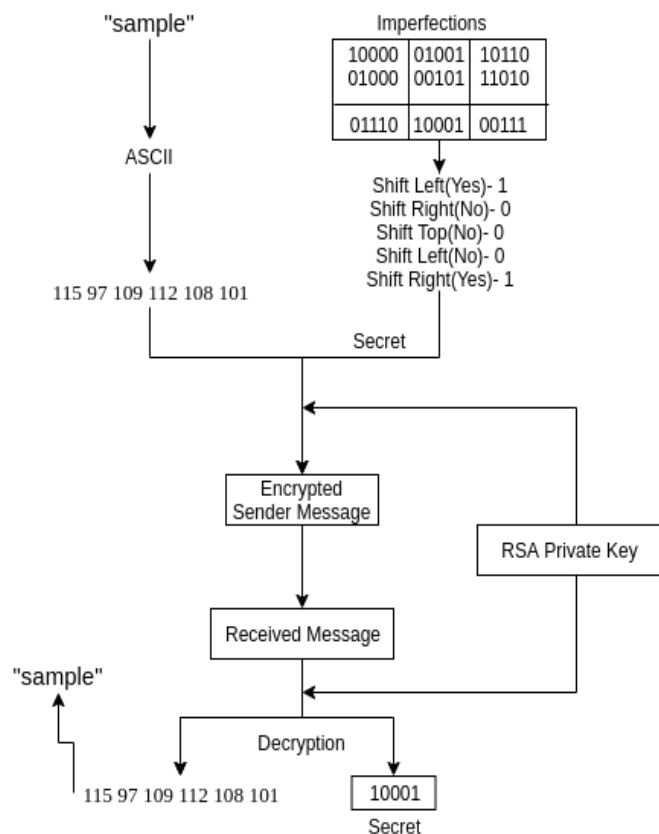 "sample"
Imperfections
10000 01001 10110
01000 00101 11010
01110 10001 00111
ASCII
Shift Left(Yes)- 1
Shift Right(No)- 0
Shift Top(No)- 0
Shift Left(No)- 0
Shift Right(Yes)- 1
115 97 109 112 108 101
Secret
Encrypted
Sender Message
RSA Private Key
Received Message
"sample"
Decryption
115 97 109 112 108 101
10001
Secret